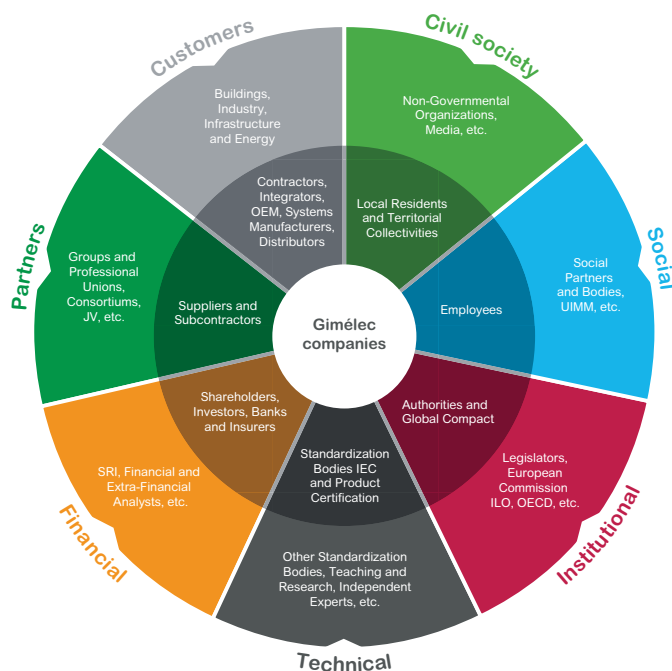 Customers
Buildings,
Industry,
Infrastructure
and Energy
Contractors,
Integrators,
OEM, Systems
Manufacturers,
Distributors
Civil society
Non-Governmental
Organizations,
Media, etc.
Local Residents
and Territorial
Collectivities
Social
Social
Partners
and Bodies,
UIMM, etc.
Employees
Institutional
Legislators,
European
Commission
ILO, OECD, etc.
Authorities and
Global Compact
Technical
Other Standardization
Bodies, Teaching and
Research, Independent
Experts, etc.
Standardization
Bodies IEC
and Product
Certification
Financial
SRI, Financial and
Extra-Financial
Analysts, etc.
Shareholders,
Investors, Banks
and Insurers
Partners
Groups and
Professional
Unions,
Consortiums,
JV, etc.
Suppliers and
Subcontractors
Gimélec
companies